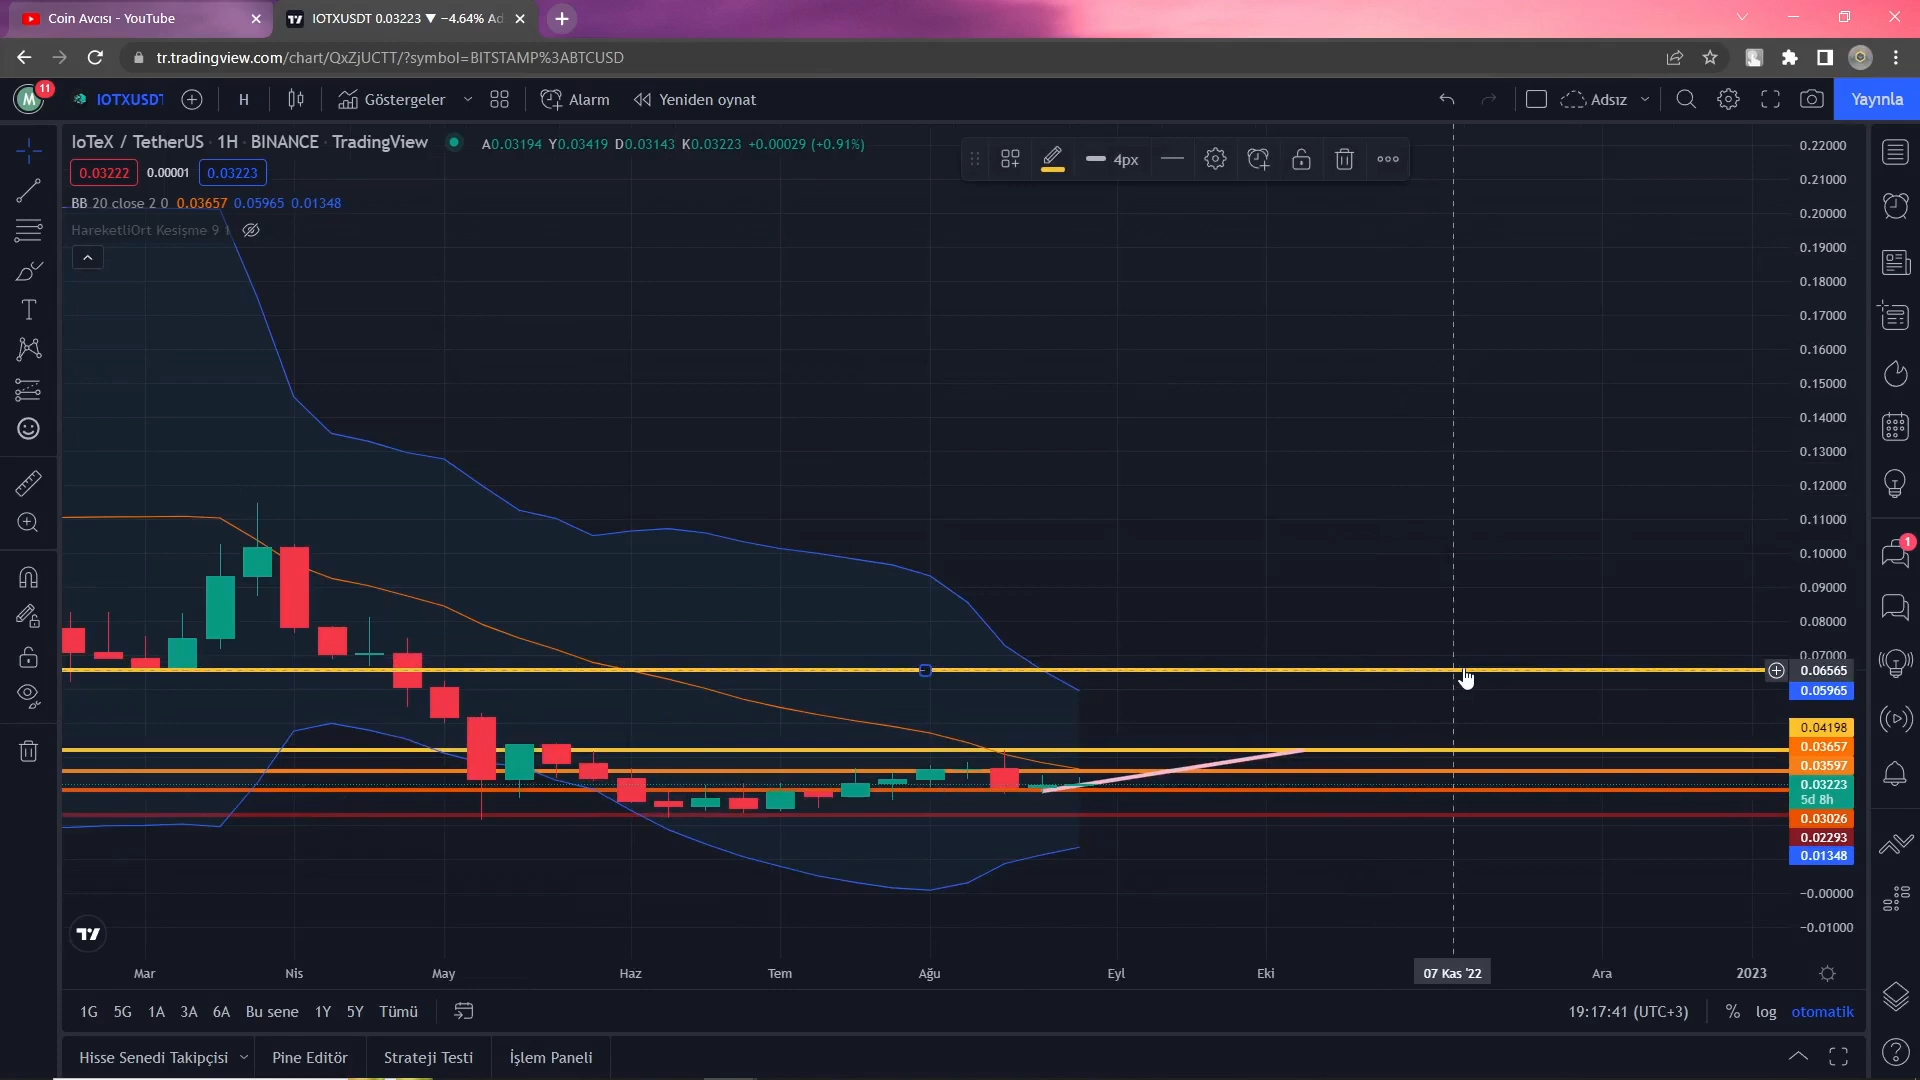 Coin Avcısı - YouTube
IOTXUSDT 0.03223 ▼ −4.64% Ad
tr.tradingview.com/chart/QxZjUCTT/?symbol=BITSTAMP%3ABTCUSD
M
11
IOTXUSDT
H
Göstergeler
Alarm
Yeniden oynat
Adsız
Yayınla
IoTeX / TetherUS · 1H · BINANCE · TradingView
A0.03194 Y0.03419 D0.03143 K0.03223 +0.00029 (+0.91%)
0.03222
0.00001
0.03223
BB 20 close 2 0 0.03657 0.05965 0.01348
HareketliOrt Kesişme 9 1
4px
0.22000
0.21000
0.20000
0.19000
0.18000
0.17000
0.16000
0.15000
0.14000
0.13000
0.12000
0.11000
0.10000
0.09000
0.08000
0.07000
0.06565
0.05965
0.04198
0.03657
0.03597
0.03223
5d 8h
0.03026
0.02293
0.01348
−0.00000
−0.01000
1
Mar
Nis
May
Haz
Tem
Ağu
Eyl
Eki
07 Kas '22
Ara
2023
1G 5G 1A 3A 6A Bu sene 1Y 5Y Tümü
19:17:41 (UTC+3)
% log otomatik
Hisse Senedi Takipçisi
Pine Editör
Strateji Testi
İşlem Paneli